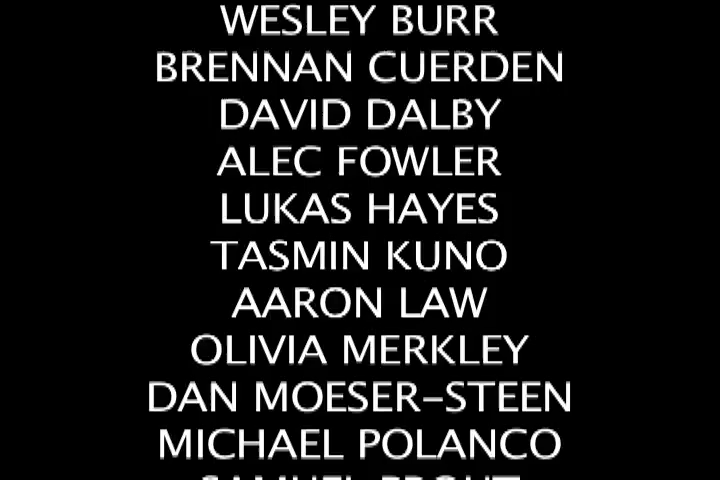 WESLEY BURR
BRENNAN CUERDEN
DAVID DALBY
ALEC FOWLER
LUKAS HAYES
TASMIN KUNO
AARON LAW
OLIVIA MERKLEY
DAN MOESER-STEEN
MICHAEL POLANCO
SAMUEL